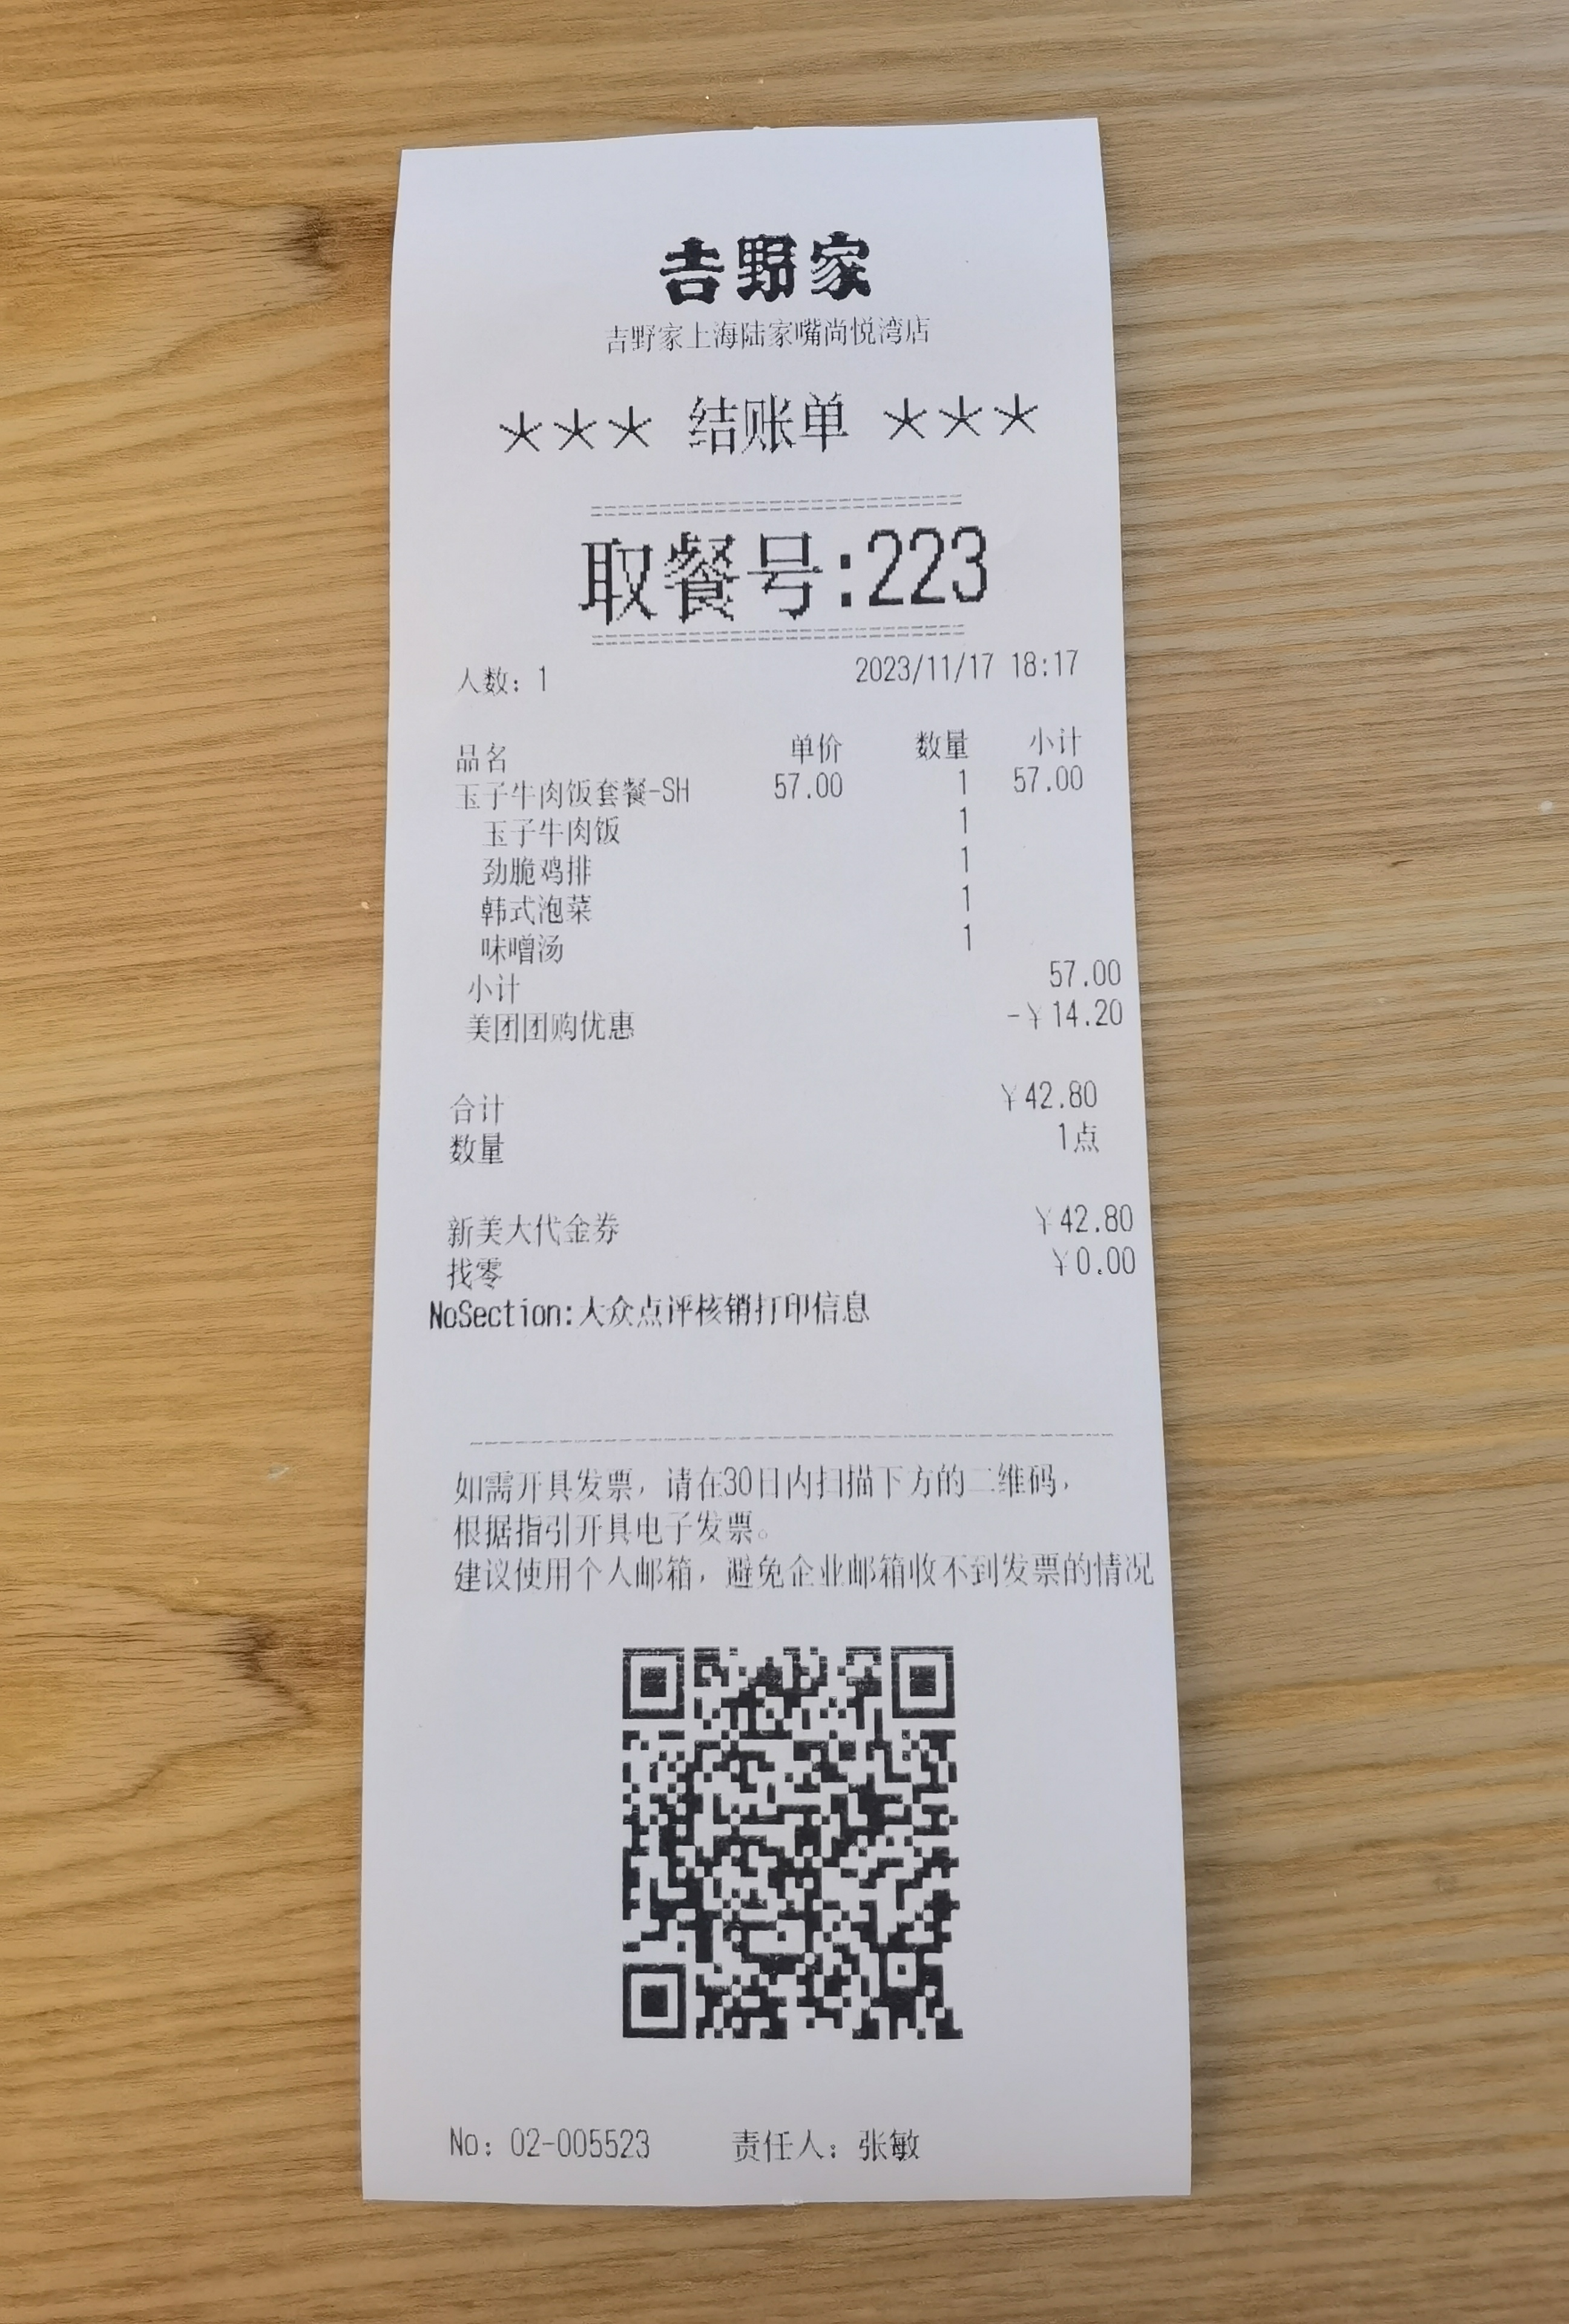 吉野家
吉野家上海陆家嘴尚悦湾店
*** 结账单 ***
取餐号:223
人数: 1 2023/11/17 18:17
品名 单价 数量 小计
玉子牛肉饭套餐-SH 57.00 1 57.00
玉子牛肉饭 1
劲脆鸡排 1
韩式泡菜 1
味噌汤 1
小计 57.00
美团团购优惠 -￥14.20
合计 ￥42.80
数量 1点
新美大代金券 ￥42.80
找零 ￥0.00
NoSection:大众点评核销打印信息
如需开具发票，请在30日内扫描下方的二维码，
根据指引开具电子发票。
建议使用个人邮箱，避免企业邮箱收不到发票的情况
No: 02-005523 责任人: 张敏